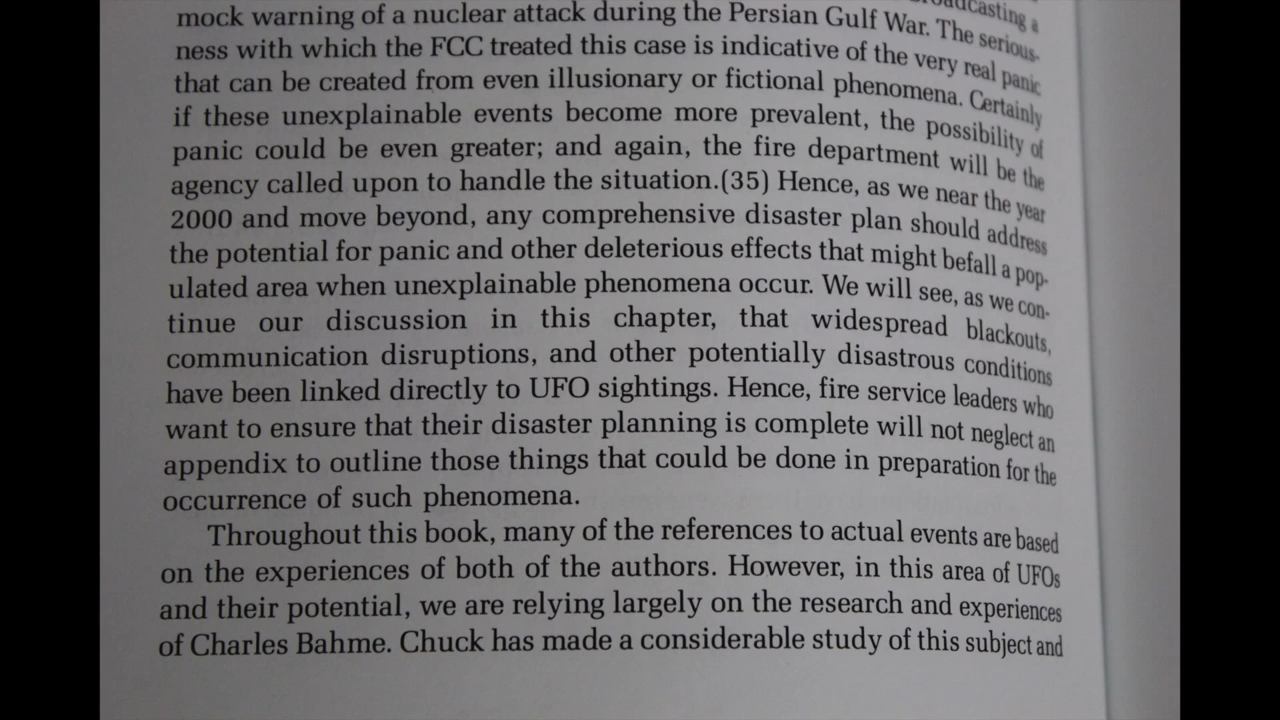 broadcasting a
mock warning of a nuclear attack during the Persian Gulf War. The serious-
ness with which the FCC treated this case is indicative of the very real panic
that can be created from even illusionary or fictional phenomena. Certainly
if these unexplainable events become more prevalent, the possibility of
panic could be even greater; and again, the fire department will be the
agency called upon to handle the situation.(35) Hence, as we near the year
2000 and move beyond, any comprehensive disaster plan should address
the potential for panic and other deleterious effects that might befall a pop-
ulated area when unexplainable phenomena occur. We will see, as we con-
tinue our discussion in this chapter, that widespread blackouts,
communication disruptions, and other potentially disastrous conditions
have been linked directly to UFO sightings. Hence, fire service leaders who
want to ensure that their disaster planning is complete will not neglect an
appendix to outline those things that could be done in preparation for the
occurrence of such phenomena.
Throughout this book, many of the references to actual events are based
on the experiences of both of the authors. However, in this area of UFOs
and their potential, we are relying largely on the research and experiences
of Charles Bahme. Chuck has made a considerable study of this subject and